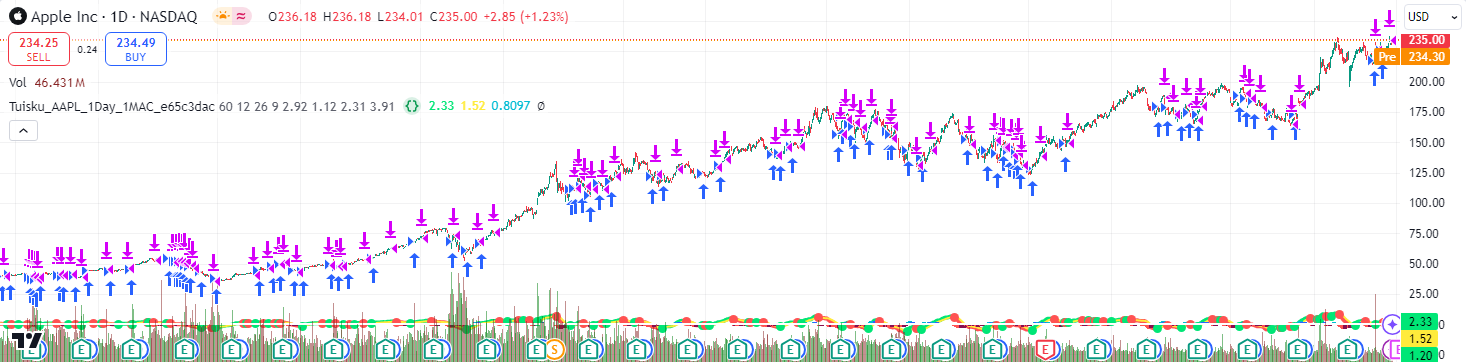 Apple Inc · 1D · NASDAQ O236.18 H236.18 L234.01 C235.00 +2.85 (+1.23%)
USD
234.25 SELL
0.24
234.49 BUY
Vol 46.431M
Tuisku_AAPL_1Day_1MAC_e65c3dac 60 12 26 9 2.92 1.12 2.31 3.91 {} 2.33 1.52 0.8097 Ø
235.00
Pre 234.30
200.00
175.00
150.00
125.00
100.00
75.00
50.00
25.00
2.33
1.52
1.20
E E E E E E E E E E E S E E E E E E E E E E E E E E E E